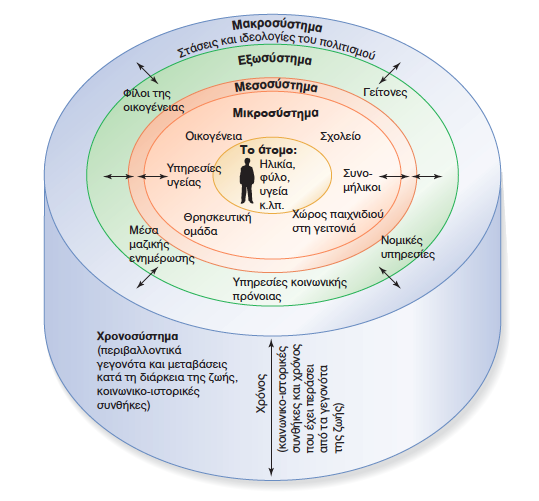 Μακροσύστημα
Στάσεις και ιδεολογίες του πολιτισμού
Εξωσύστημα
Φίλοι της
οικογένειας
Γείτονες
Μεσοσύστημα
Μικροσύστημα
Οικογένεια
Σχολείο
Το άτομο:
Ηλικία,
φύλο,
υγεία
κ.λπ.
Υπηρεσίες
υγείας
Συνο-
μήλικοι
Θρησκευτική
ομάδα
Χώρος παιχνιδιού
στη γειτονιά
Μέσα
μαζικής
ενημέρωσης
Νομικές
υπηρεσίες
Υπηρεσίες κοινωνικής
πρόνοιας
Χρονοσύστημα
(περιβαλλοντικά
γεγονότα και μεταβάσεις
κατά τη διάρκεια της ζωής,
κοινωνικο-ιστορικές
συνθήκες)
Χρόνος
(κοινωνικο-ιστορικές
συνθήκες και χρόνος
που έχει περάσει
από τα γεγονότα
της ζωής)